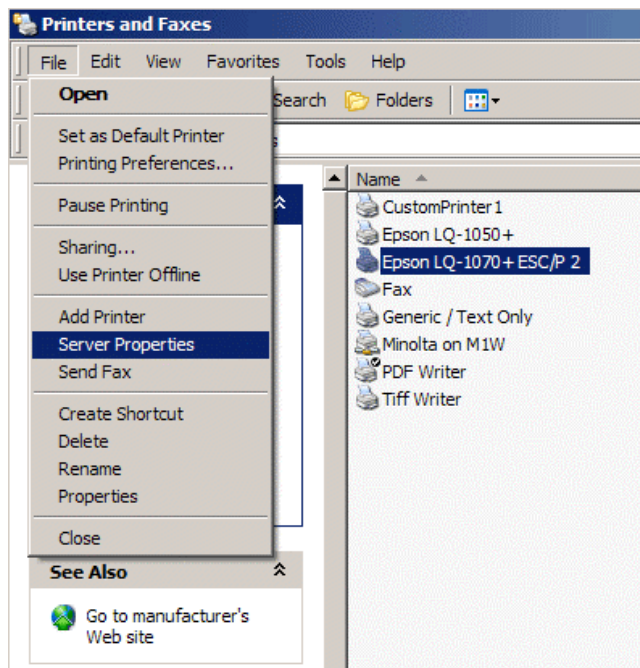 Printers and Faxes
File Edit View Favorites Tools Help
Search Folders
s
Open
Set as Default Printer
Printing Preferences...
Pause Printing
Sharing...
Use Printer Offline
Add Printer
Server Properties
Send Fax
Create Shortcut
Delete
Rename
Properties
Close
See Also
Go to manufacturer's
Web site
Name
CustomPrinter1
Epson LQ-1050+
Epson LQ-1070+ ESC/P 2
Fax
Generic / Text Only
Minolta on M1W
PDF Writer
Tiff Writer